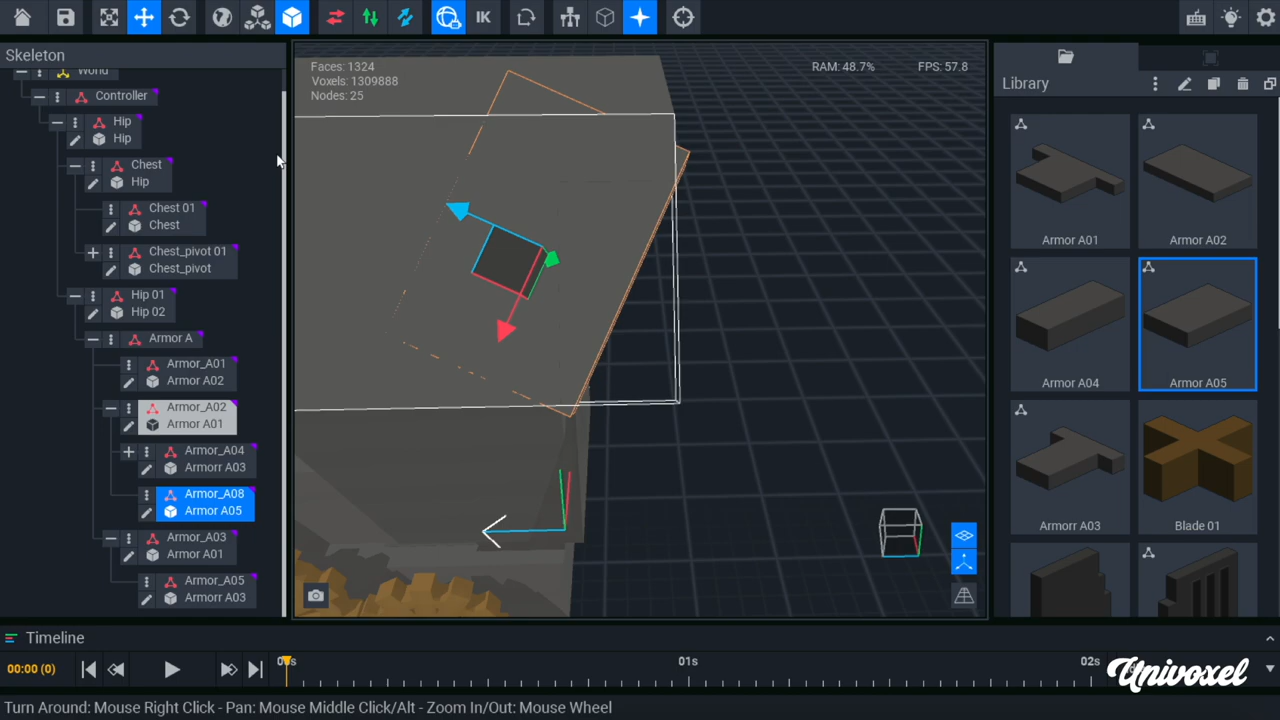 IK
Skeleton
World
Controller
Hip
Hip
Chest
Hip
Chest 01
Chest
Chest_pivot 01
Chest_pivot
Hip 01
Hip 02
Armor A
Armor_A01
Armor A02
Armor_A02
Armor A01
Armor_A04
Armorr A03
Armor_A08
Armor A05
Armor_A03
Armor A01
Armor_A05
Armorr A03
Faces: 1324
Voxels: 1309888
Nodes: 25
RAM: 48.7%
FPS: 57.8
Library
Armor A01
Armor A02
Armor A04
Armor A05
Armorr A03
Blade 01
Timeline
00:00 (0)
01s
02s
Univoxel
Turn Around: Mouse Right Click - Pan: Mouse Middle Click/Alt - Zoom In/Out: Mouse Wheel